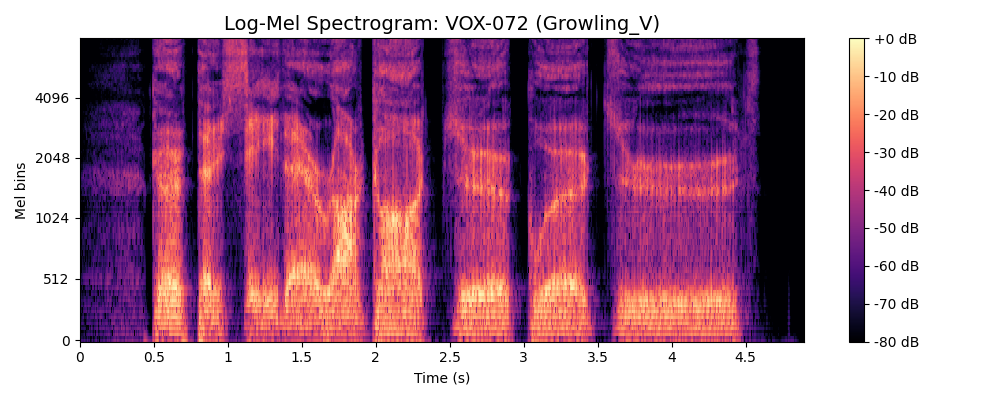 Log-Mel Spectrogram: VOX-072 (Growling_V)
+0 dB
-10 dB
-20 dB
-30 dB
-40 dB
-50 dB
-60 dB
-70 dB
-80 dB
Mel bins
4096
2048
1024
512
0
0 0.5 1 1.5 2 2.5 3 3.5 4 4.5
Time (s)